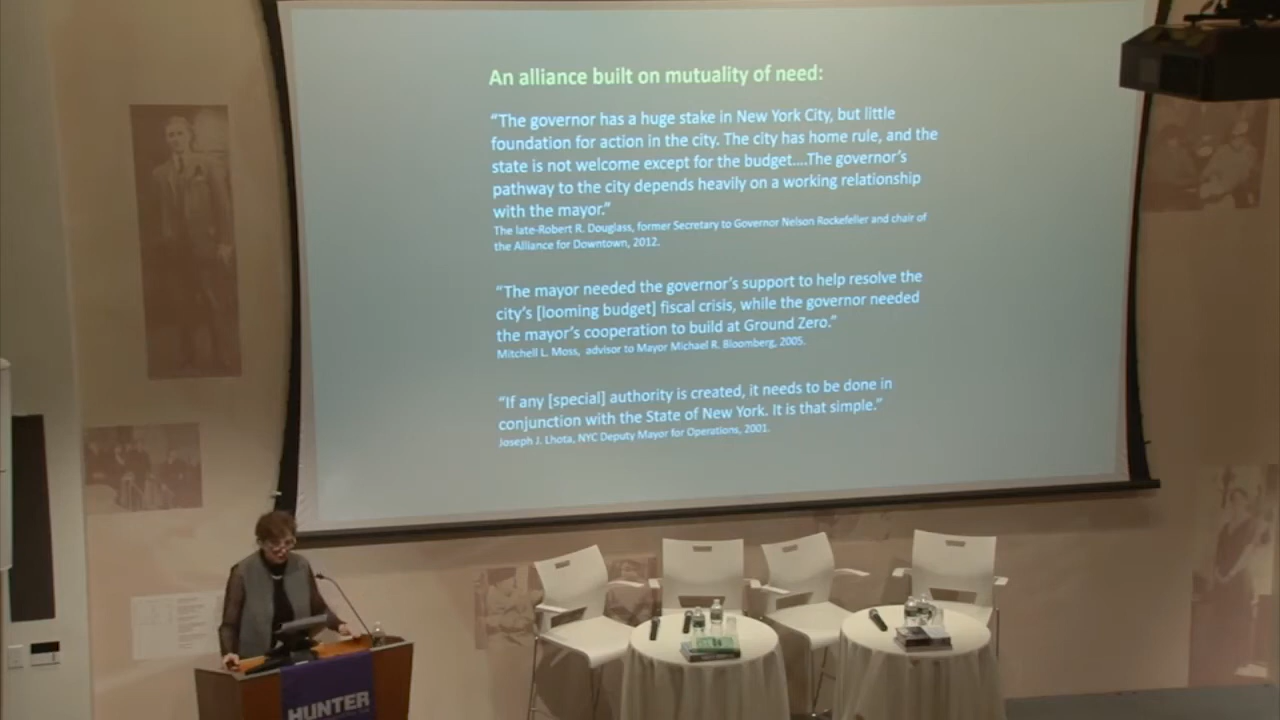 An alliance built on mutuality of need:
“The governor has a huge stake in New York City, but little
foundation for action in the city. The city has home rule, and the
state is not welcome except for the budget....The governor’s
pathway to the city depends heavily on a working relationship
with the mayor.”
The late-Robert R. Douglass, former Secretary to Governor Nelson Rockefeller and chair of
the Alliance for Downtown, 2012.
“The mayor needed the governor’s support to help resolve the
city’s [looming budget] fiscal crisis, while the governor needed
the mayor’s cooperation to build at Ground Zero.”
Mitchell L. Moss, advisor to Mayor Michael R. Bloomberg, 2005.
“If any [special] authority is created, it needs to be done in
conjunction with the State of New York. It is that simple.”
Joseph J. Lhota, NYC Deputy Mayor for Operations, 2001.
HUNTER